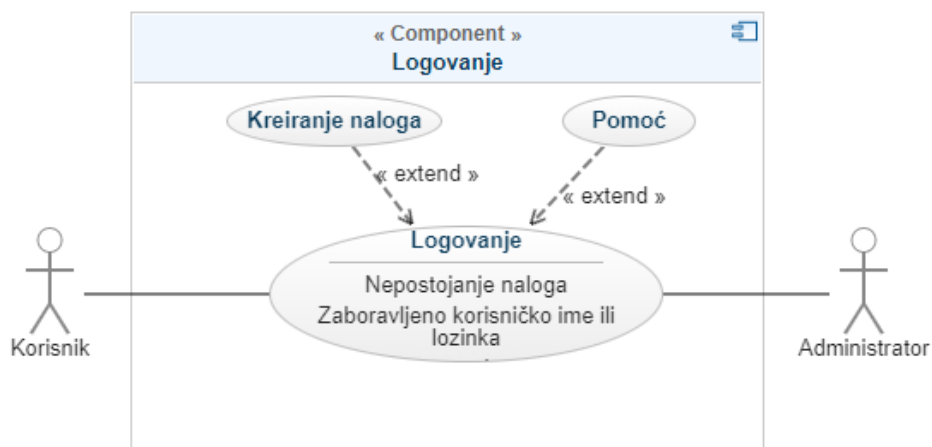 « Component »
Logovanje
Kreiranje naloga
Pomoć
« extend »
« extend »
Logovanje
Nepostojanje naloga
Zaboravljeno korisničko ime ili
lozinka
Korisnik
Administrator